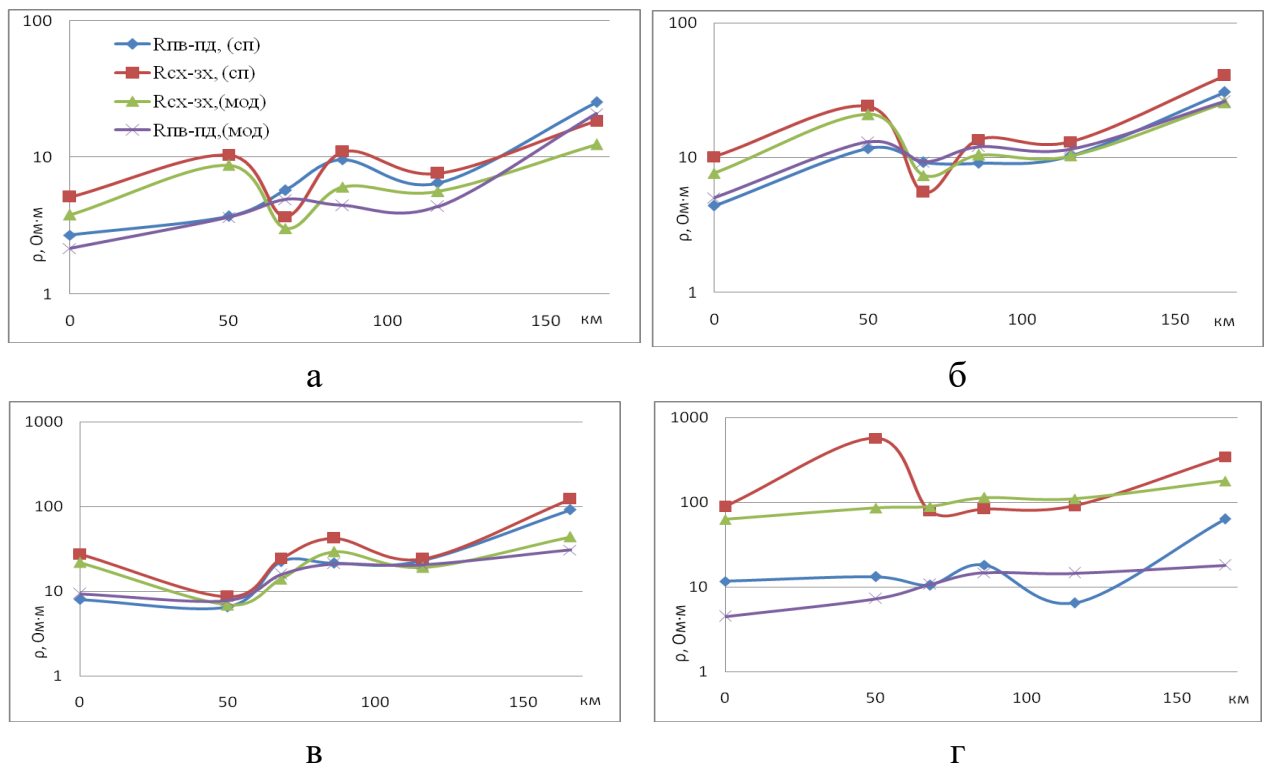 100
10
1
ρ, Ом·м
Rпв-пд, (сп)
Rсх-зх, (сп)
Rсх-зх,(мод)
Rпв-пд,(мод)
0 50 100 150 км
а
100
10
1
ρ, Ом·м
0 50 100 150 км
б
1000
100
10
1
ρ, Ом·м
0 50 100 150 км
в
1000
100
10
1
ρ, Ом·м
0 50 100 150 км
г